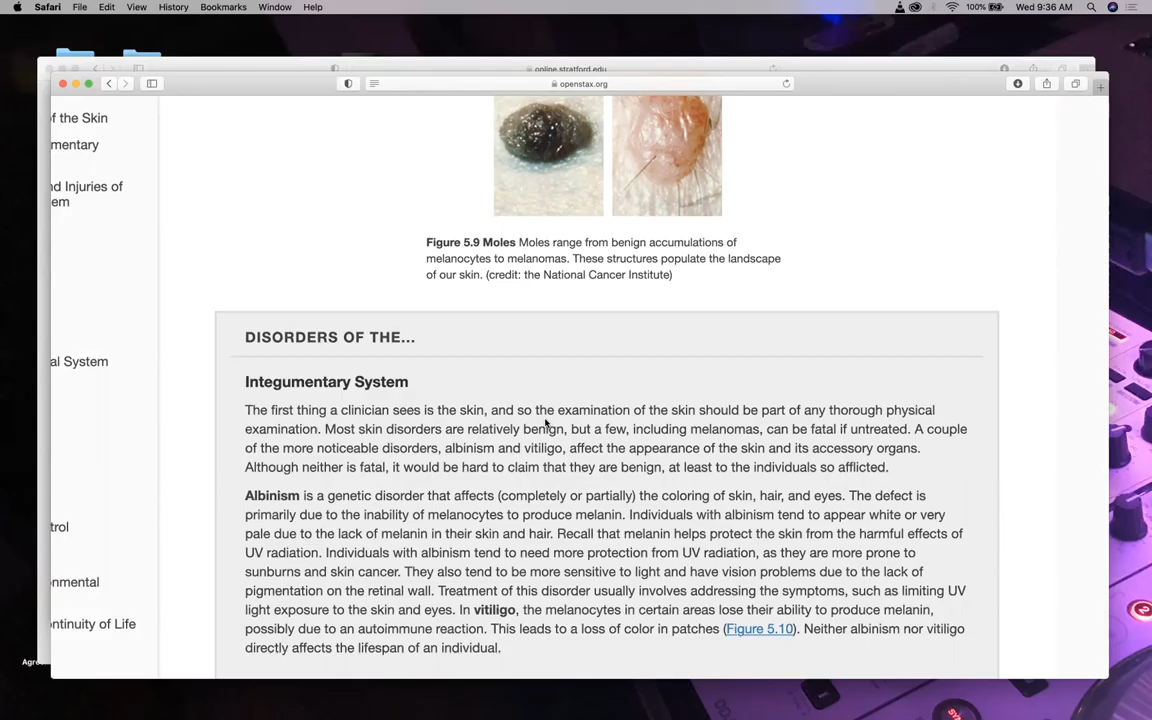 Safari File Edit View History Bookmarks Window Help 100% Wed 9:36 AM
online.stratford.edu
openstax.org
of the Skin
mentary
nd Injuries of
em
al System
trol
nmental
ntinuity of Life
Agre
Figure 5.9 Moles Moles range from benign accumulations of
melanocytes to melanomas. These structures populate the landscape
of our skin. (credit: the National Cancer Institute)
DISORDERS OF THE...
Integumentary System
The first thing a clinician sees is the skin, and so the examination of the skin should be part of any thorough physical
examination. Most skin disorders are relatively benign, but a few, including melanomas, can be fatal if untreated. A couple
of the more noticeable disorders, albinism and vitiligo, affect the appearance of the skin and its accessory organs.
Although neither is fatal, it would be hard to claim that they are benign, at least to the individuals so afflicted.
Albinism is a genetic disorder that affects (completely or partially) the coloring of skin, hair, and eyes. The defect is
primarily due to the inability of melanocytes to produce melanin. Individuals with albinism tend to appear white or very
pale due to the lack of melanin in their skin and hair. Recall that melanin helps protect the skin from the harmful effects of
UV radiation. Individuals with albinism tend to need more protection from UV radiation, as they are more prone to
sunburns and skin cancer. They also tend to be more sensitive to light and have vision problems due to the lack of
pigmentation on the retinal wall. Treatment of this disorder usually involves addressing the symptoms, such as limiting UV
light exposure to the skin and eyes. In vitiligo, the melanocytes in certain areas lose their ability to produce melanin,
possibly due to an autoimmune reaction. This leads to a loss of color in patches (Figure 5.10). Neither albinism nor vitiligo
directly affects the lifespan of an individual.